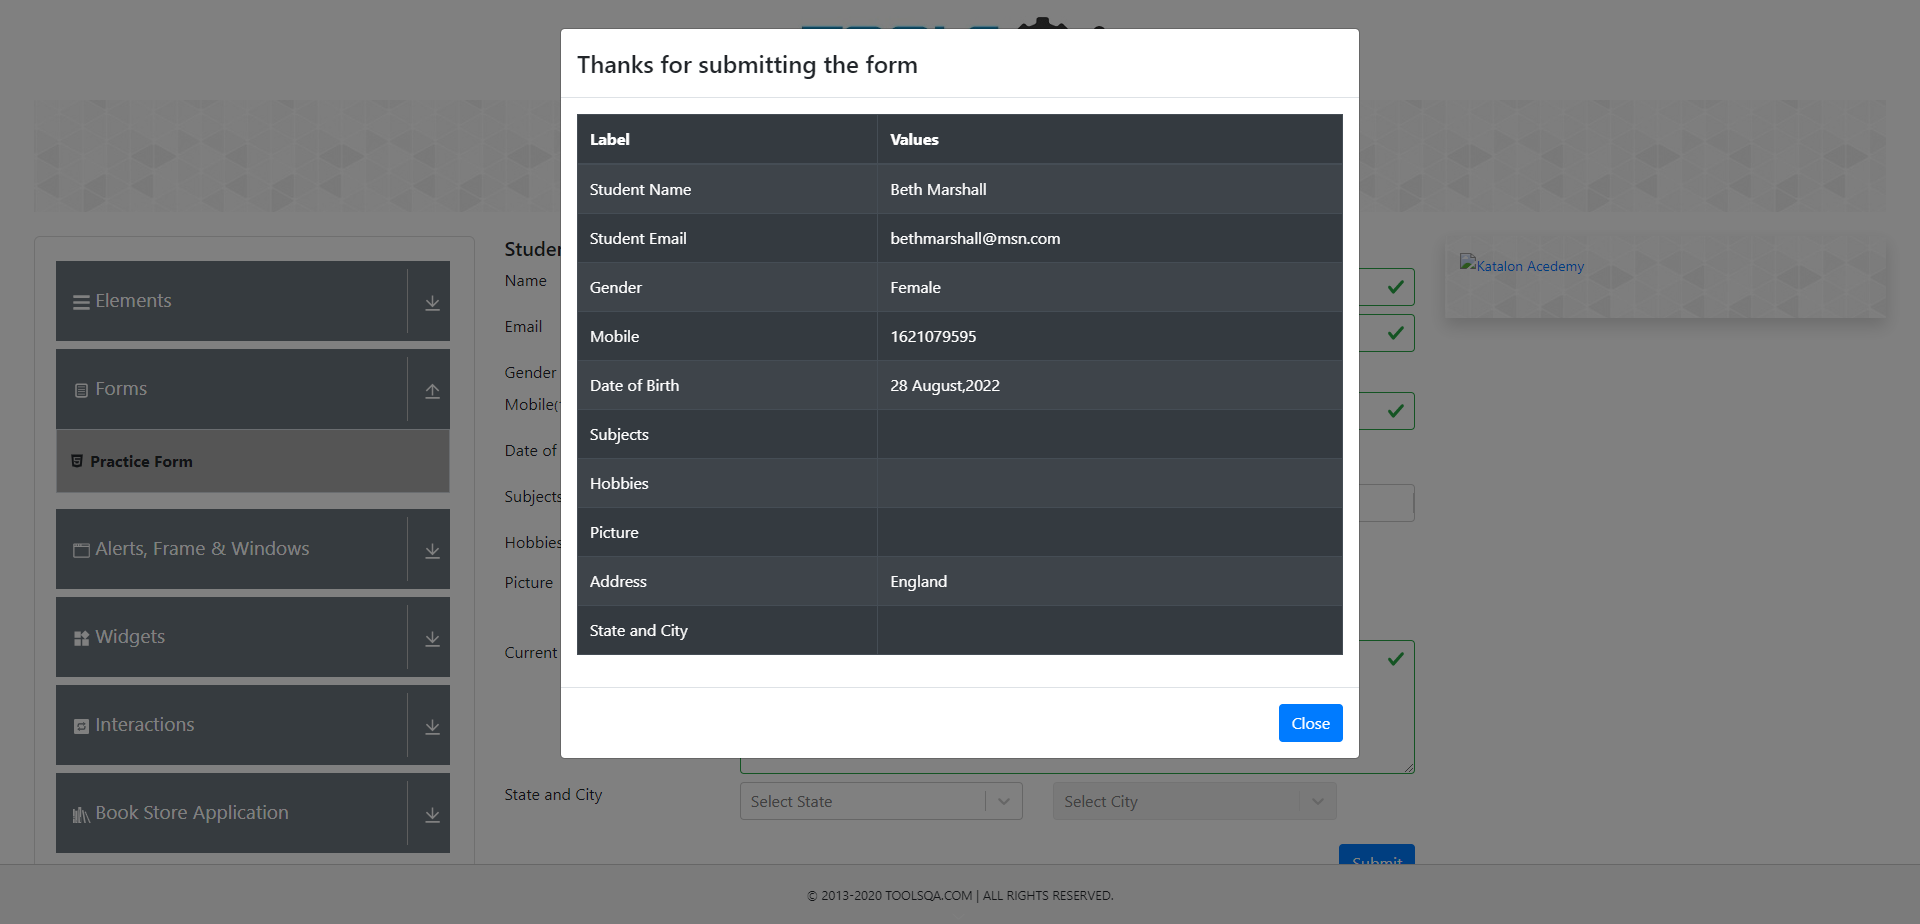 Thanks for submitting the form
Label Values
Student Name Beth Marshall
Student Email bethmarshall@msn.com
Gender Female
Mobile 1621079595
Date of Birth 28 August,2022
Subjects
Hobbies
Picture
Address England
State and City
Close
Elements
Forms
Practice Form
Alerts, Frame & Windows
Widgets
Interactions
Book Store Application
Name
Email
Gender
Mobile
Date of
Subjects
Hobbies
Picture
Current
State and City
Select State
Select City
Submit
Katalon Acedemy
© 2013-2020 TOOLSQA.COM | ALL RIGHTS RESERVED.